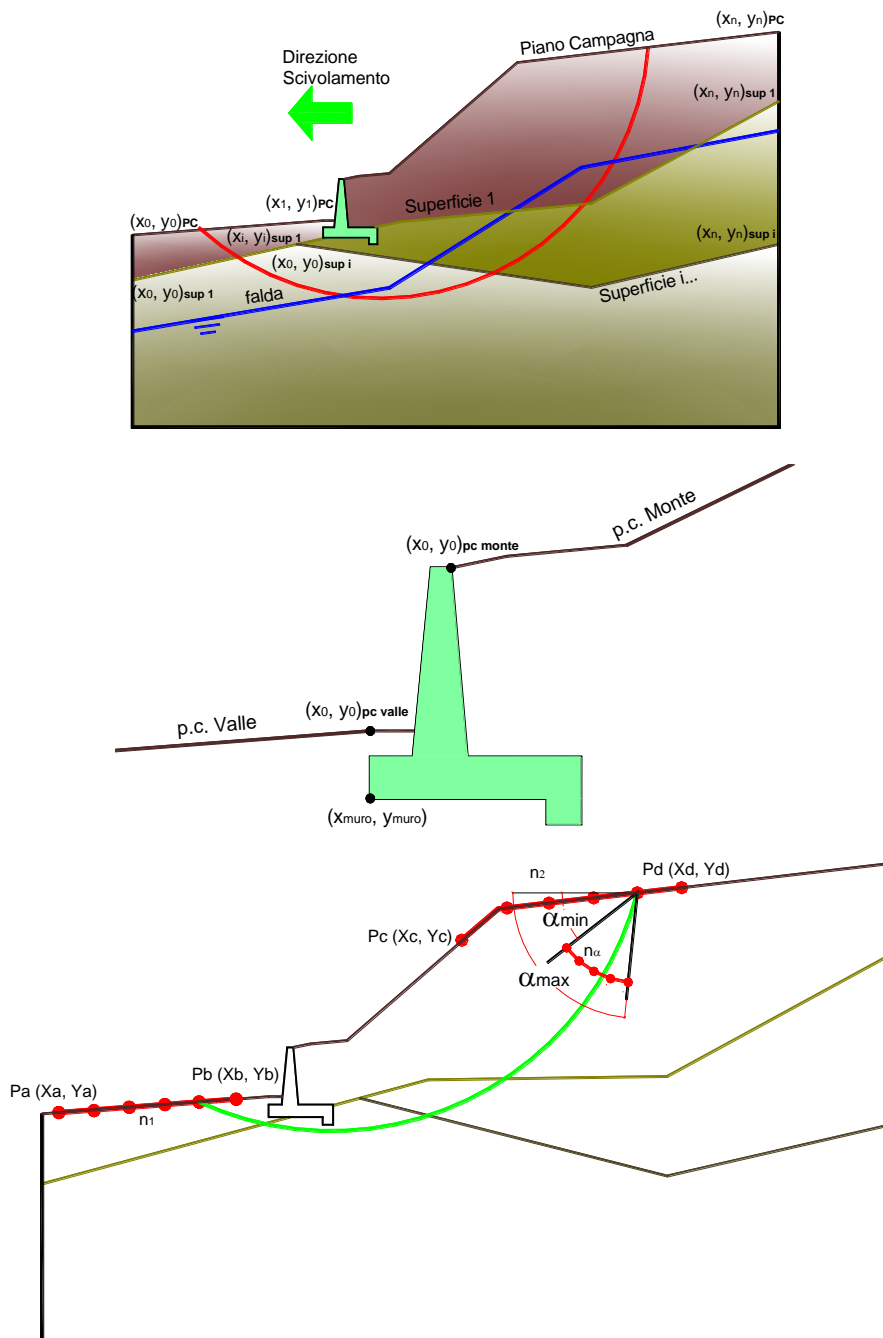 (xn, yn)PC
Piano Campagna
Direzione
Scivolamento
(xn, yn)sup 1
(x1, y1)PC
Superficie 1
(x0, y0)PC
(xi, yi)sup 1
(xn, yn)sup i
(x0, y0)sup i
(x0, y0)sup 1
falda
Superficie i...
p.c. Monte
(x0, y0)pc monte
(x0, y0)pc valle
p.c. Valle
(xmuro, ymuro)
n2
Pd (Xd, Yd)
αmin
Pc (Xc, Yc)
nα
αmax
Pb (Xb, Yb)
Pa (Xa, Ya)
n1